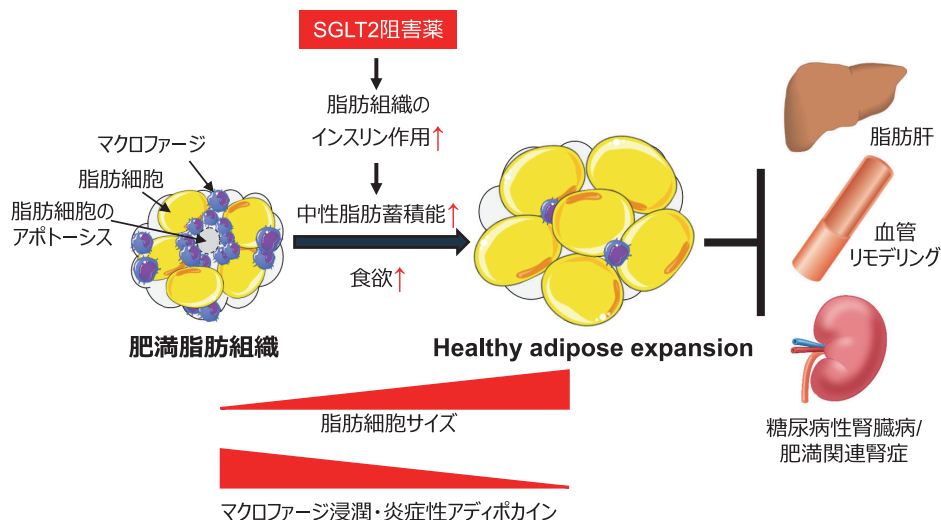 SGLT2阻害薬
脂肪組織の
インスリン作用↑
中性脂肪蓄積能↑
食欲↑
マクロファージ
脂肪細胞
脂肪細胞の
アポトーシス
肥満脂肪組織
Healthy adipose expansion
脂肪肝
血管
リモデリング
糖尿病性腎臓病/
肥満関連腎症
脂肪細胞サイズ
マクロファージ浸潤・炎症性アディポカイン